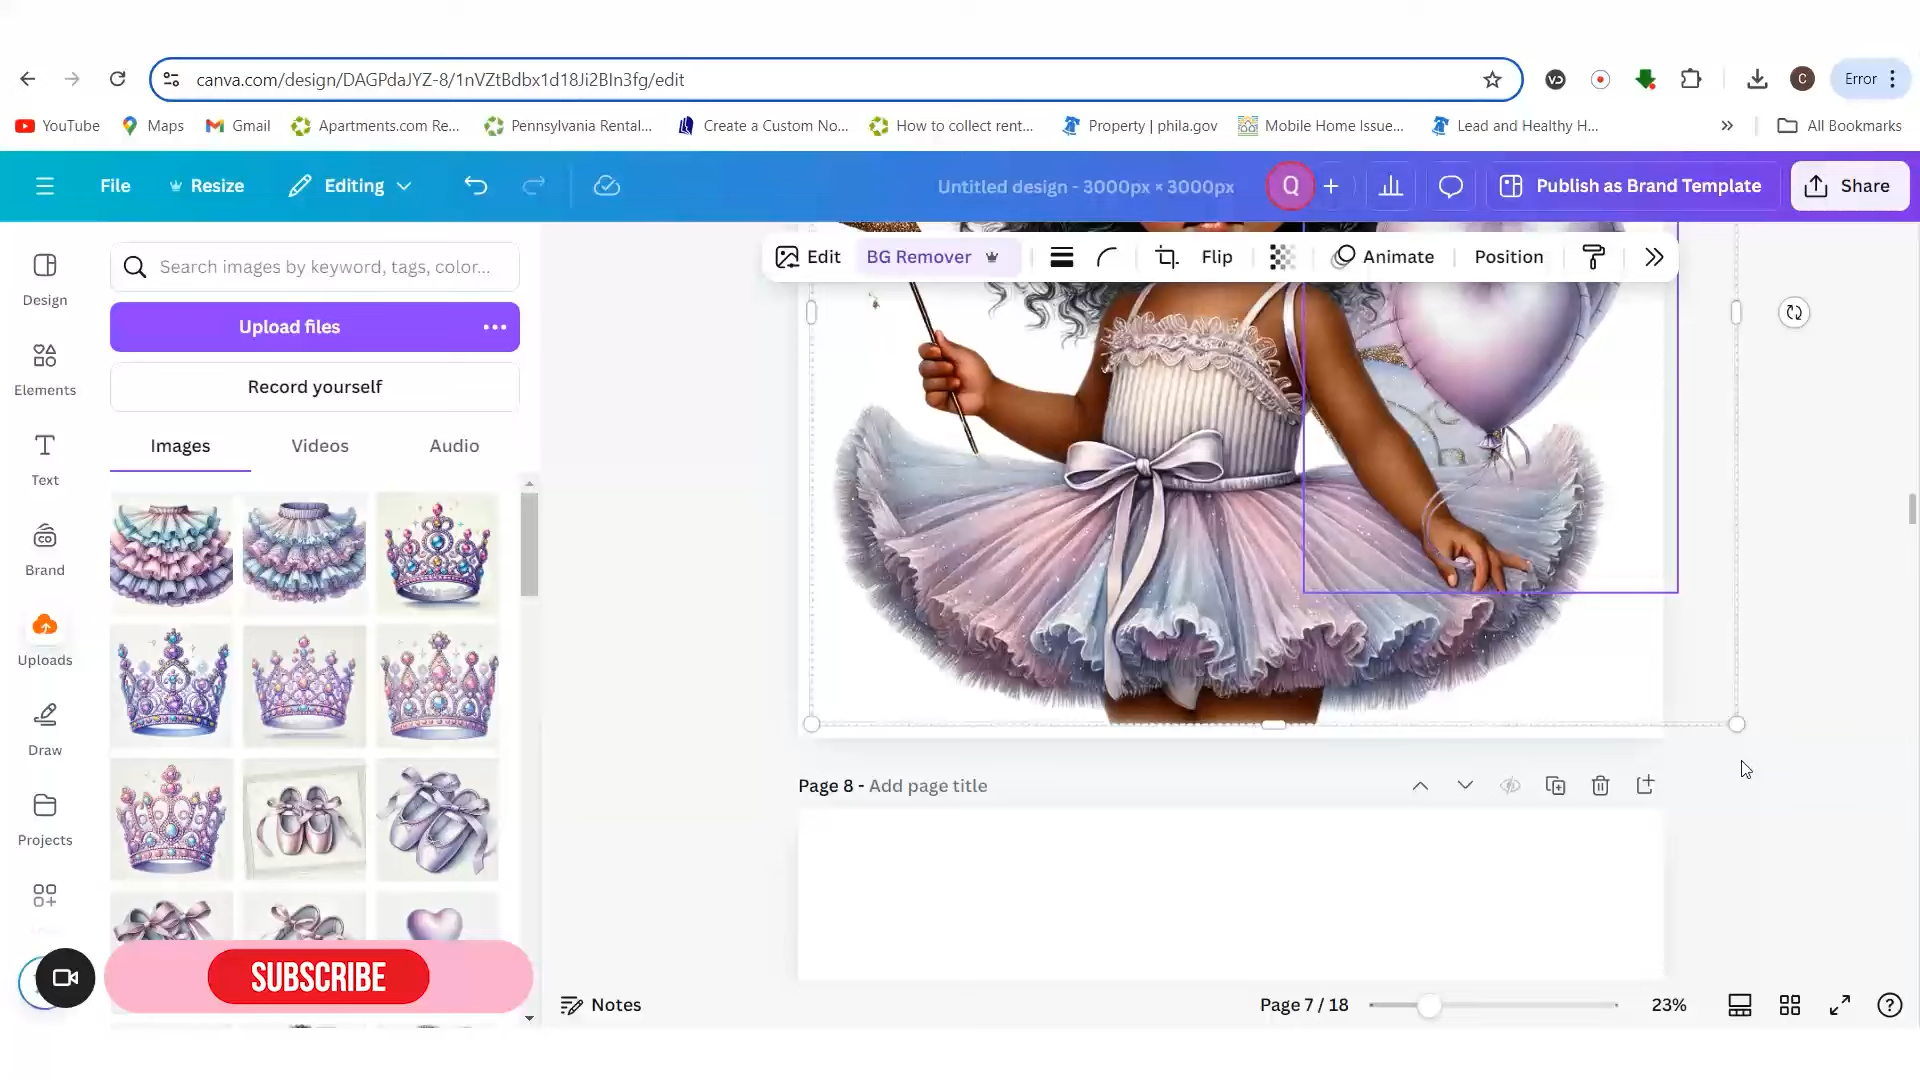 canva.com/design/DAGPdaJYZ-8/1nVZtBdbx1d18Ji2BIn3fg/edit
C
Error
YouTube
Maps
Gmail
Apartments.com Re...
Pennsylvania Rental...
Create a Custom No...
How to collect rent...
Property | phila.gov
Mobile Home Issue...
Lead and Healthy H...
All Bookmarks
File
Resize
Editing
Untitled design - 3000px × 3000px
Q
Publish as Brand Template
Share
Search images by keyword, tags, color...
Edit
BG Remover
Flip
Animate
Position
Design
Upload files
Elements
Record yourself
Text
Images
Videos
Audio
Brand
Uploads
Draw
Projects
Page 8 - Add page title
SUBSCRIBE
Notes
Page 7 / 18
23%